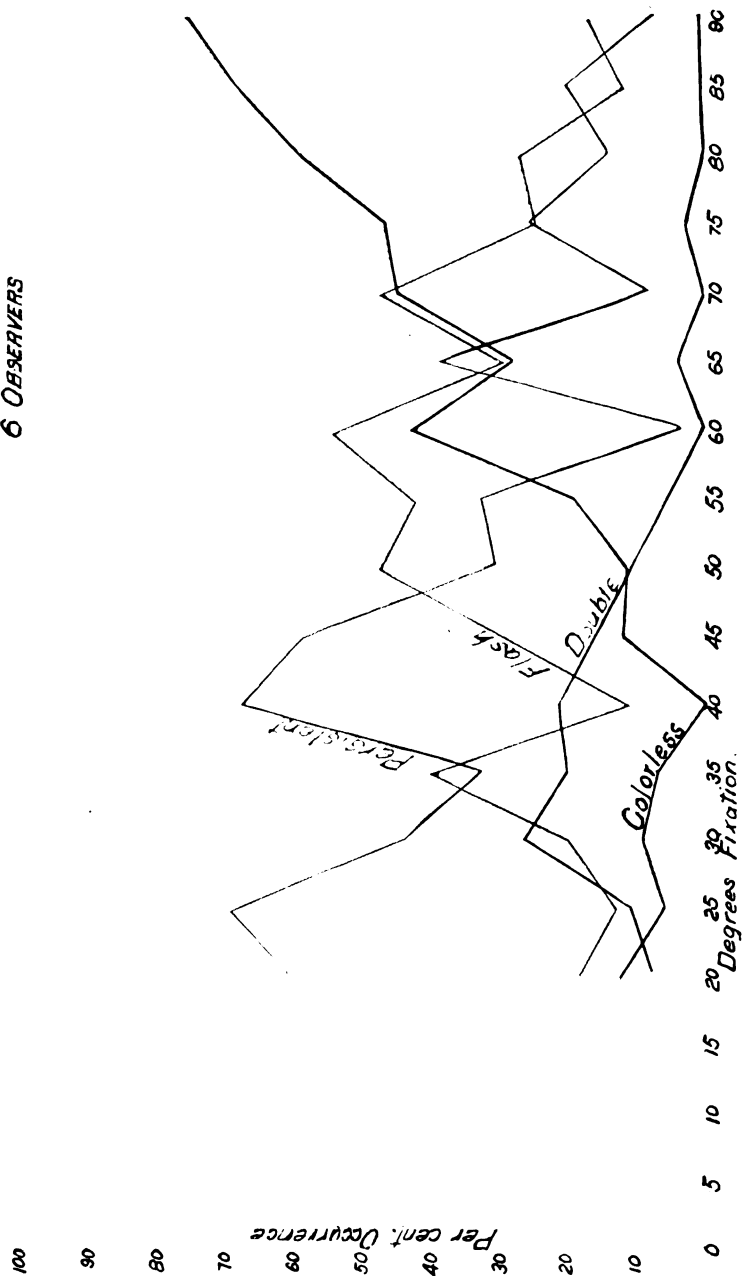 6 OBSERVERS
100
90
80
70
60
50
40
30
20
10
Per cent. Occurrence
Persistent
Flash
Double
Colorless
0 5 10 15 20 25 30 35 40 45 50 55 60 65 70 75 80 85 90
Degrees Fixation.